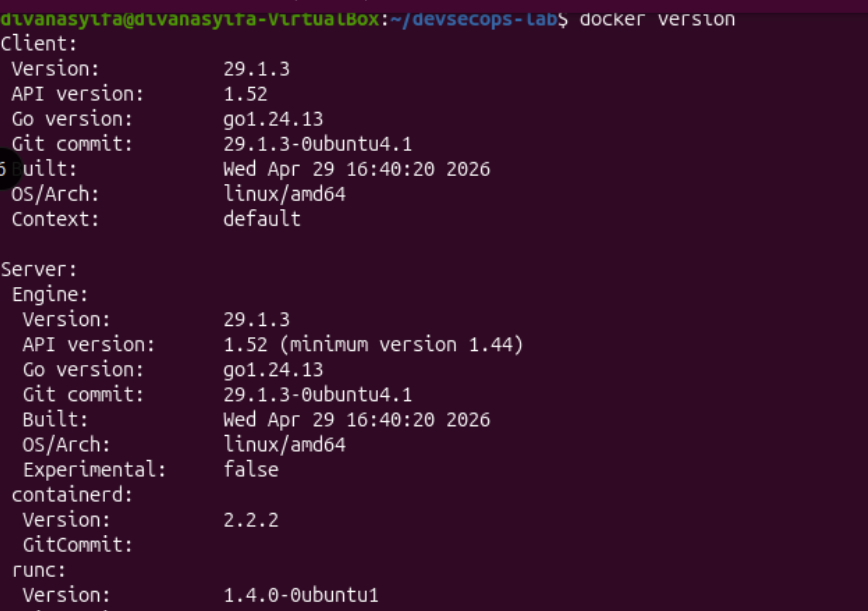 divanasyifa@divanasyifa-VirtualBox:~/devsecops-lab$ docker version
Client:
 Version:           29.1.3
 API version:       1.52
 Go version:        go1.24.13
 Git commit:        29.1.3-0ubuntu4.1
6 uilt:             Wed Apr 29 16:40:20 2026
 OS/Arch:           linux/amd64
 Context:           default

Server:
 Engine:
  Version:          29.1.3
  API version:      1.52 (minimum version 1.44)
  Go version:       go1.24.13
  Git commit:       29.1.3-0ubuntu4.1
  Built:            Wed Apr 29 16:40:20 2026
  OS/Arch:          linux/amd64
  Experimental:     false
 containerd:
  Version:          2.2.2
  GitCommit:
 runc:
  Version:          1.4.0-0ubuntu1